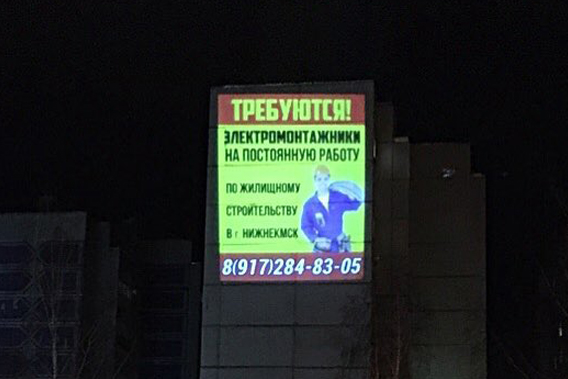 ТРЕБУЮТСЯ!
ЭЛЕКТРОМОНТАЖНИКИ
НА ПОСТОЯННУЮ РАБОТУ
ПО ЖИЛИЩНОМУ
СТРОИТЕЛЬСТВУ
В г НИЖНЕКМСК
8(917)284-83-05